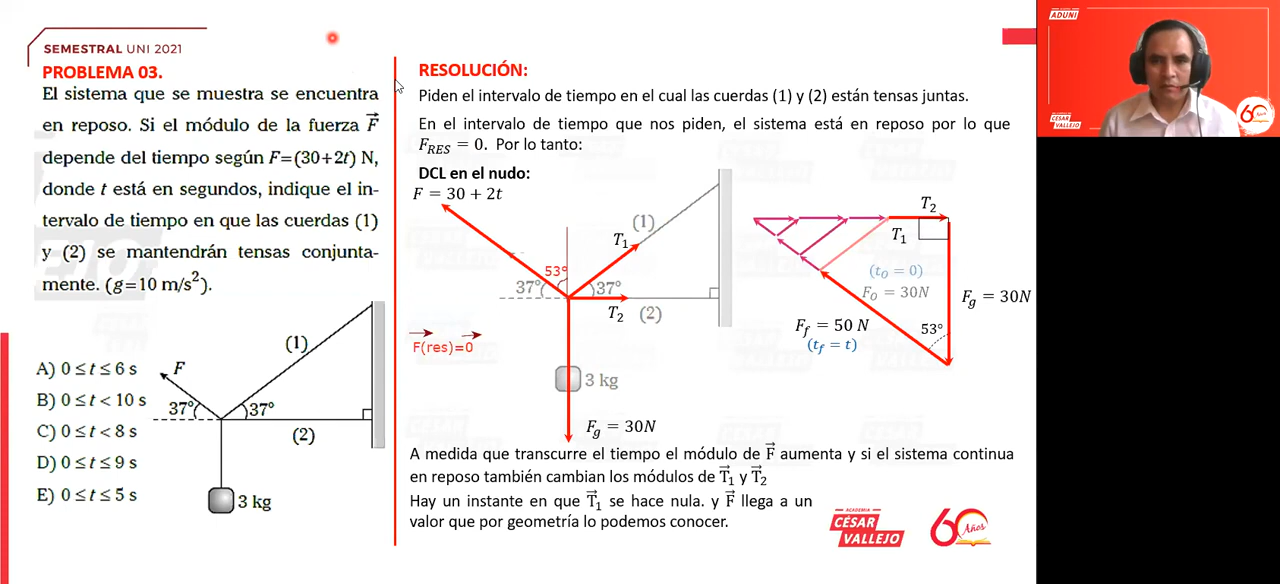 SEMESTRAL UNI 2021
PROBLEMA 03.
El sistema que se muestra se encuentra
en reposo. Si el módulo de la fuerza F⃗
depende del tiempo según F=(30+2t) N,
donde t está en segundos, indique el in-
tervalo de tiempo en que las cuerdas (1)
y (2) se mantendrán tensas conjunta-
mente. (g=10 m/s²).
A) 0 ≤ t ≤ 6 s
B) 0 ≤ t < 10 s
C) 0 ≤ t < 8 s
D) 0 ≤ t ≤ 9 s
E) 0 ≤ t ≤ 5 s
F
(1)
37°
37°
(2)
3 kg
RESOLUCIÓN:
Piden el intervalo de tiempo en el cual las cuerdas (1) y (2) están tensas juntas.
En el intervalo de tiempo que nos piden, el sistema está en reposo por lo que
F_RES = 0. Por lo tanto:
DCL en el nudo:
F = 30 + 2t
(1)
T₁
53°
37°
37°
T₂ (2)
F(res)=0
3 kg
F_g = 30N
T₂
T₁
(t_O = 0)
F_O = 30N
F_g = 30N
F_f = 50 N
53°
(t_f = t)
A medida que transcurre el tiempo el módulo de F⃗ aumenta y si el sistema continua
en reposo también cambian los módulos de T⃗₁ y T⃗₂
Hay un instante en que T⃗₁ se hace nula. y F⃗ llega a un
valor que por geometría lo podemos conocer.
ACADEMIA
CÉSAR
VALLEJO
60 Años
ADUNI
CÉSAR
VALLEJO
60 Años